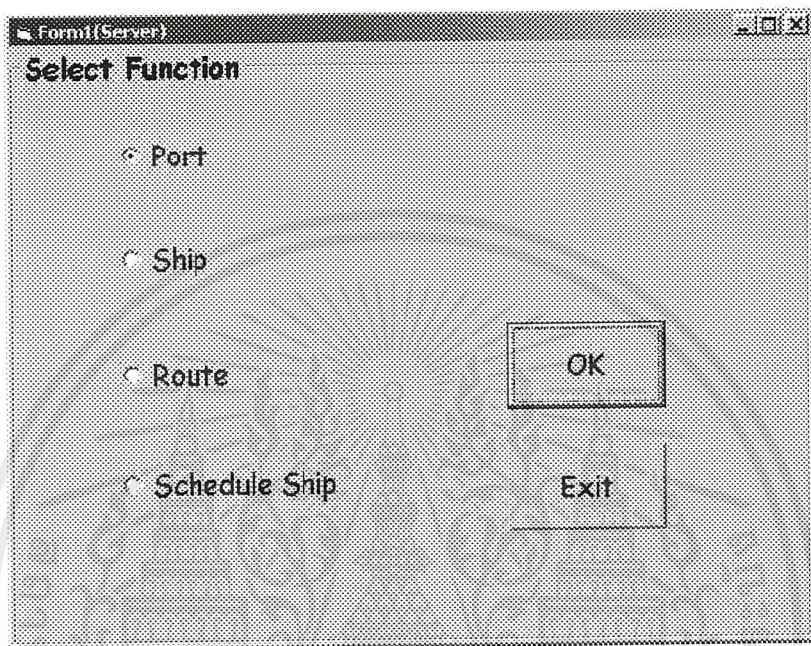 Form1(Server)
Select Function
Port
Ship
Route
OK
Schedule Ship
Exit